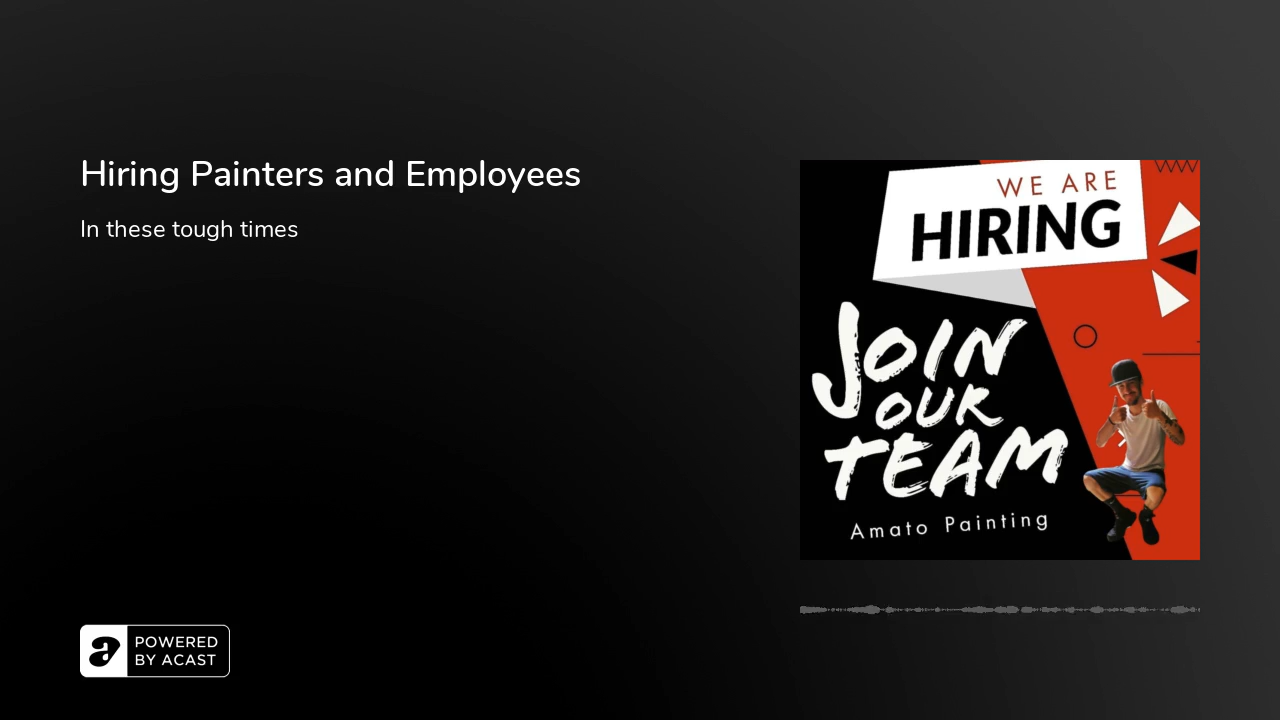 Hiring Painters and Employees
In these tough times
WE ARE
HIRING
JOIN
OUR
TEAM
Amato Painting
a
POWERED
BY ACAST